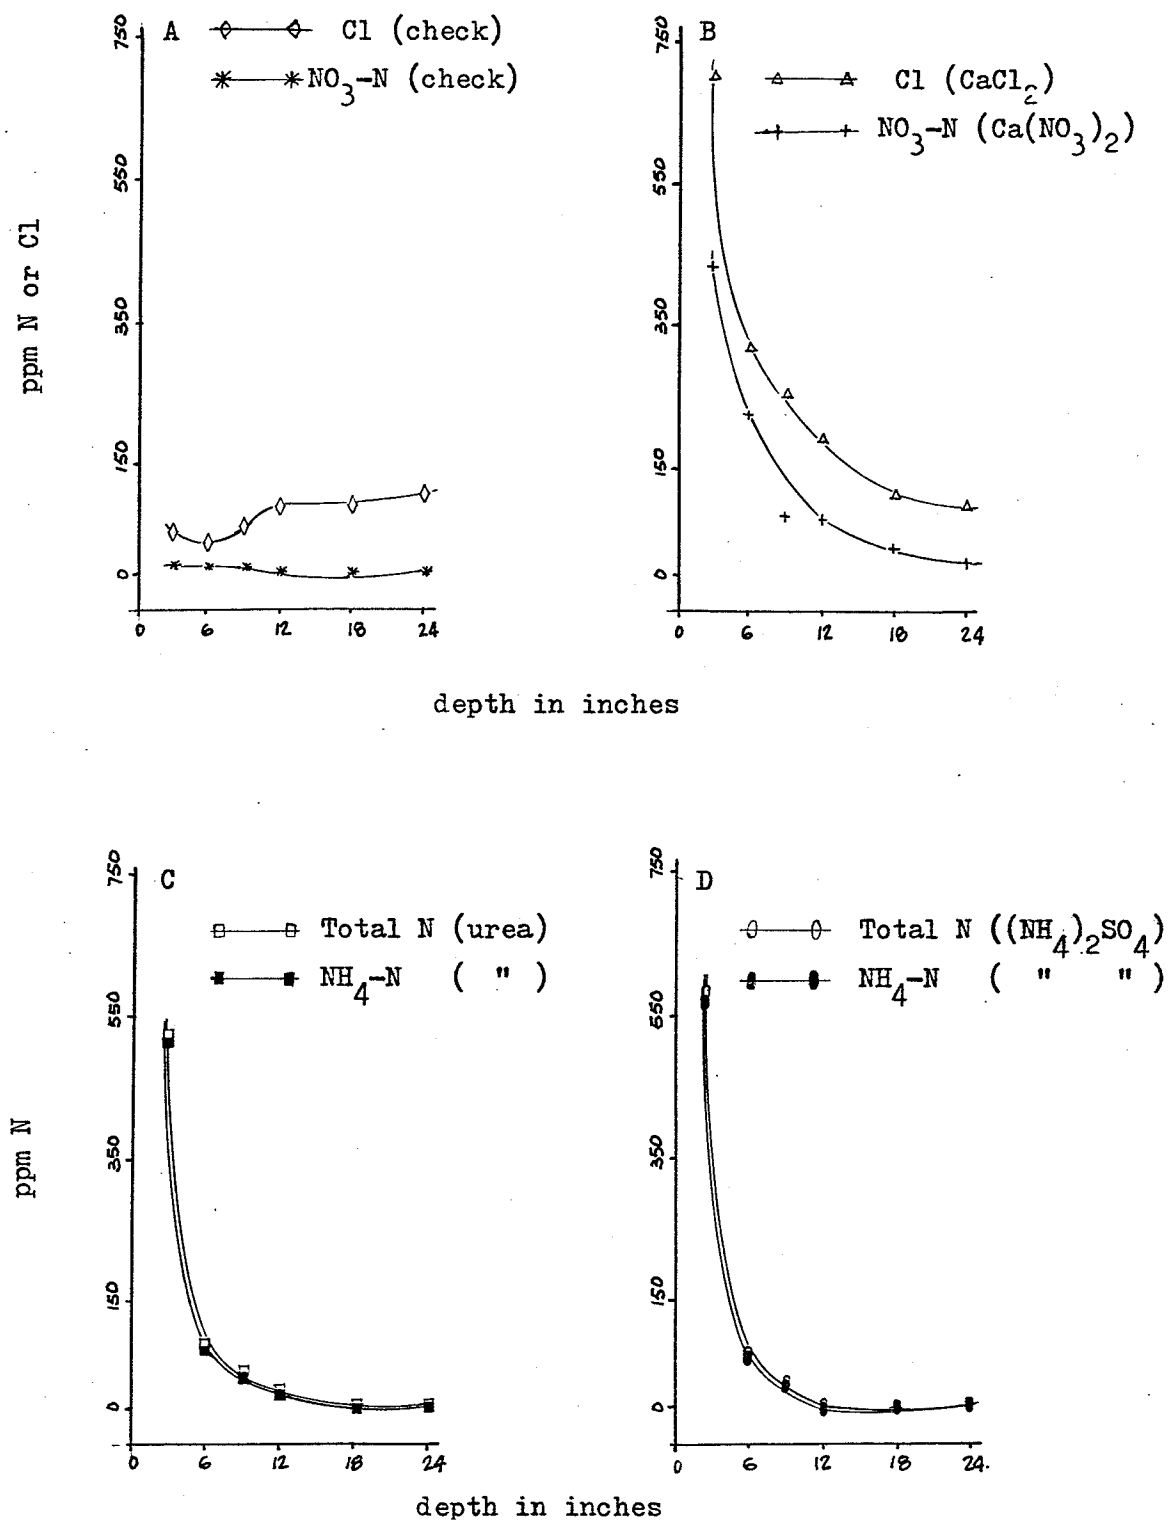 A Cl (check)
NO3-N (check)
750
550
350
150
0
0 6 12 18 24
ppm N or Cl
B Cl (CaCl2)
NO3-N (Ca(NO3)2)
750
550
350
150
0
0 6 12 18 24
depth in inches
C
Total N (urea)
NH4-N ( " )
750
550
350
150
0
0 6 12 18 24
ppm N
D
Total N ((NH4)2SO4)
NH4-N ( " " )
750
550
350
150
0
0 6 12 18 24.
depth in inches